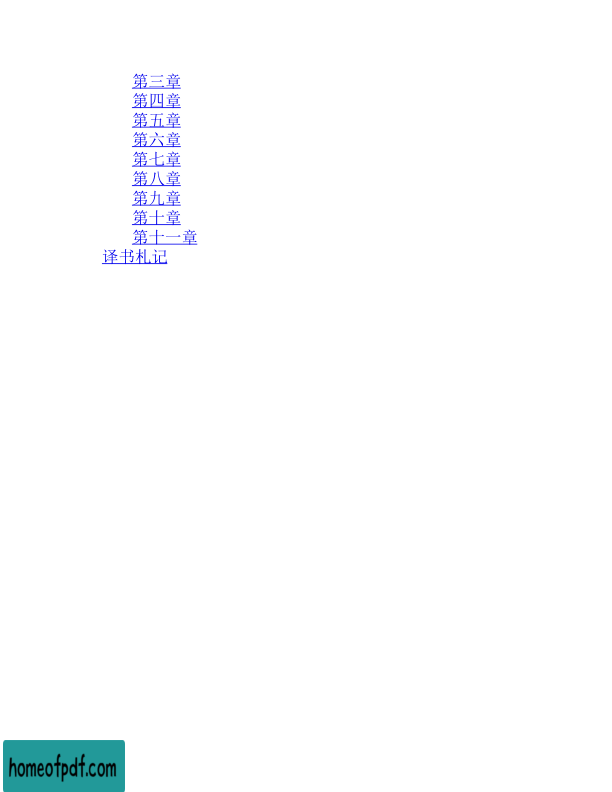 第三章
第四章
第五章
第六章
第七章
第八章
第九章
第十章
第十一章
译书札记
homeofpdf.com